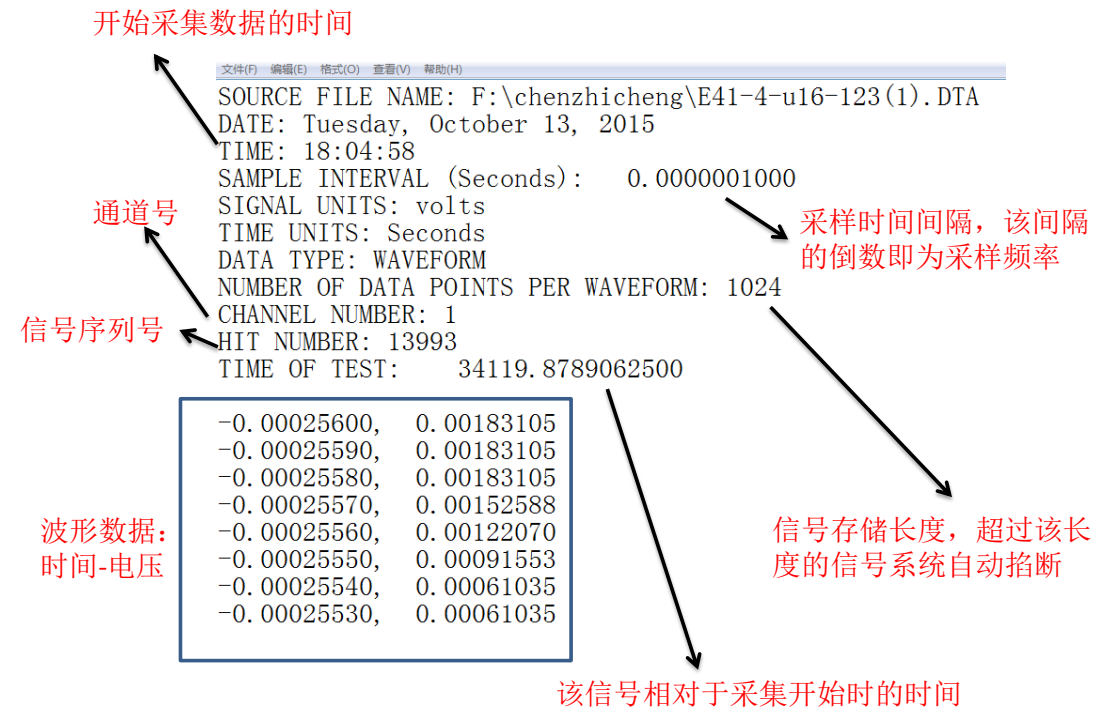 开始采集数据的时间
文件(F) 编辑(E) 格式(O) 查看(V) 帮助(H)
SOURCE FILE NAME: F:\chenzhicheng\E41-4-u16-123(1).DTA
DATE: Tuesday, October 13, 2015
TIME: 18:04:58
SAMPLE INTERVAL (Seconds): 0.0000001000
SIGNAL UNITS: volts
TIME UNITS: Seconds
DATA TYPE: WAVEFORM
NUMBER OF DATA POINTS PER WAVEFORM: 1024
CHANNEL NUMBER: 1
HIT NUMBER: 13993
TIME OF TEST: 34119.8789062500
通道号
信号序列号
采样时间间隔，该间隔
的倒数即为采样频率
-0.00025600, 0.00183105
-0.00025590, 0.00183105
-0.00025580, 0.00183105
-0.00025570, 0.00152588
-0.00025560, 0.00122070
-0.00025550, 0.00091553
-0.00025540, 0.00061035
-0.00025530, 0.00061035
波形数据：
时间-电压
信号存储长度，超过该长
度的信号系统自动掐断
该信号相对于采集开始时的时间